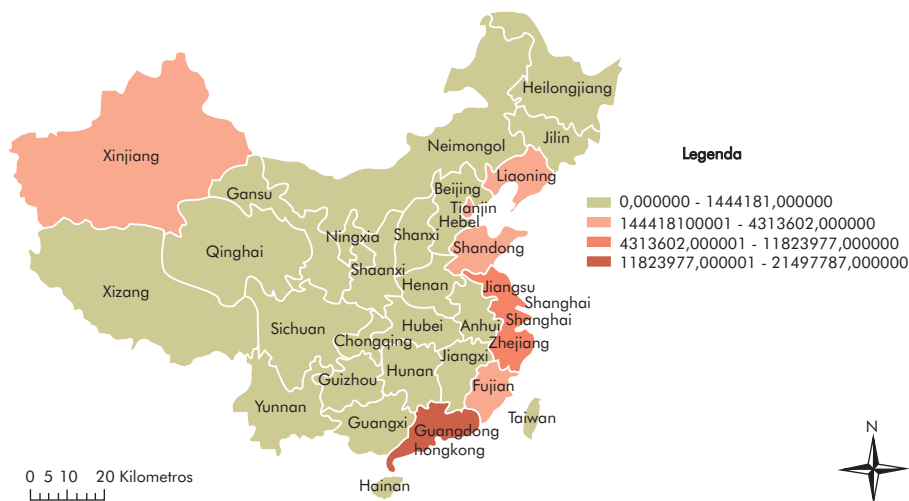 Heilongjiang
Jilin
Neimongol
Xinjiang
Liaoning
Gansu
Beijing
Tianjin
Hebel
Ningxia
Shanxi
Shandong
Qinghai
Shaanxi
Henan
Jiangsu
Xizang
Shanghai
Shanghai
Sichuan
Hubei
Anhui
Chongqing
Zhejiang
Jiangxi
Hunan
Guizhou
Fujian
Yunnan
Guangxi
Guangdong
hongkong
Taiwan
Hainan
Legenda
0,000000 - 1444181,000000
144418100001 - 4313602,000000
4313602,000001 - 11823977,000000
11823977,000001 - 21497787,000000
0 5 10 20 Kilometros
N